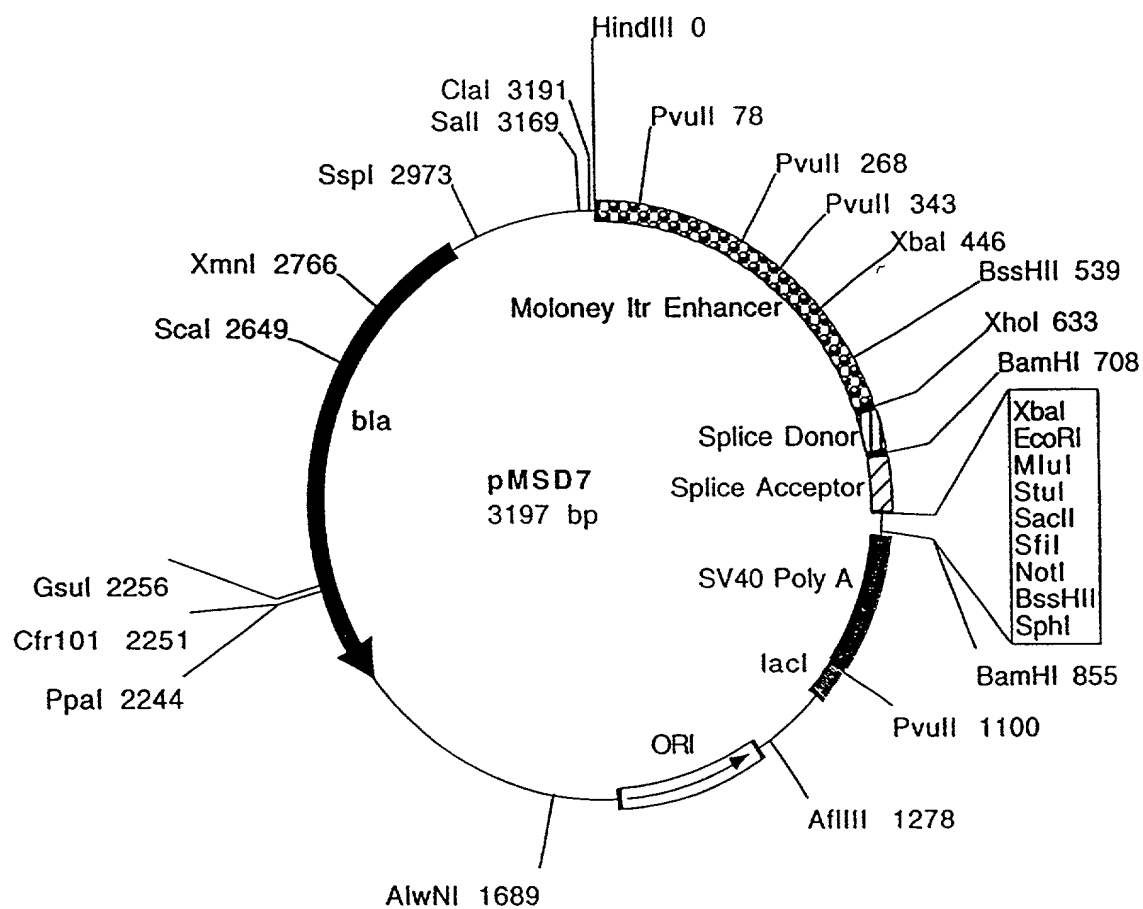 HindIII 0
ClaI 3191
SalI 3169
PvuII 78
SspI 2973
PvuII 268
PvuII 343
XbaI 446
XmnI 2766
BssHII 539
Moloney ltr Enhancer
XhoI 633
ScaI 2649
BamHI 708
bla
XbaI
EcoRI
MluI
StuI
SacII
SfiI
NotI
BssHII
SphI
Splice Donor
pMSD7
3197 bp
Splice Acceptor
SV40 Poly A
GsuI 2256
Cfr101 2251
PpaI 2244
lacI
BamHI 855
PvuII 1100
ORI
AflIII 1278
AlwNI 1689